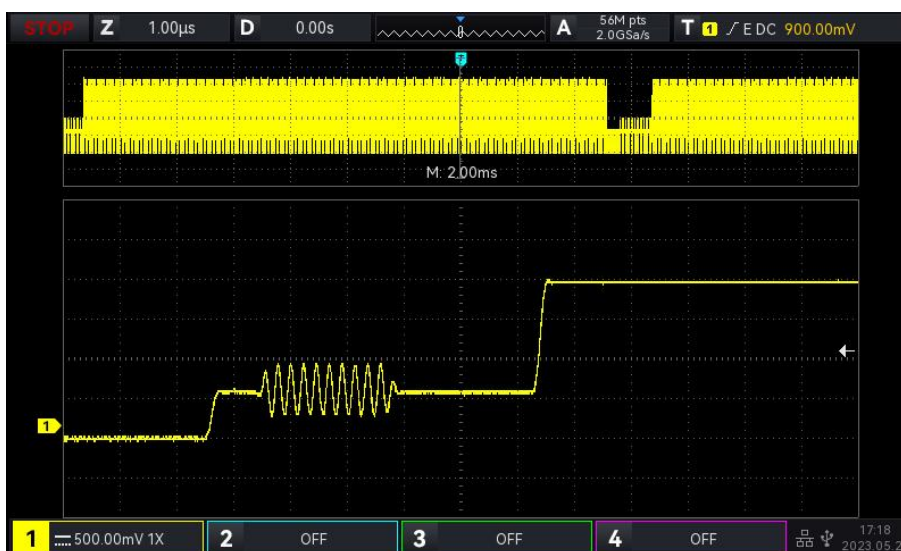 STOP Z 1.00μs D 0.00s A 56M pts 2.0GSa/s T 1 E DC 900.00mV
T
M: 2.00ms
1
1 500.00mV 1X 2 OFF 3 OFF 4 OFF 17:18
2023.05.2